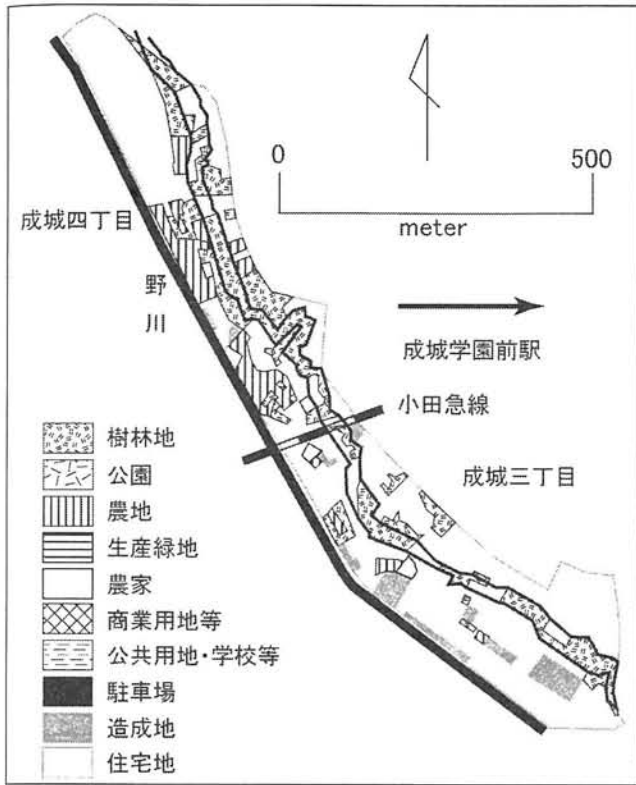 0
500
meter
成城四丁目
野川
成城学園前駅
小田急線
成城三丁目
樹林地
公園
農地
生産緑地
農家
商業用地等
公共用地・学校等
駐車場
造成地
住宅地